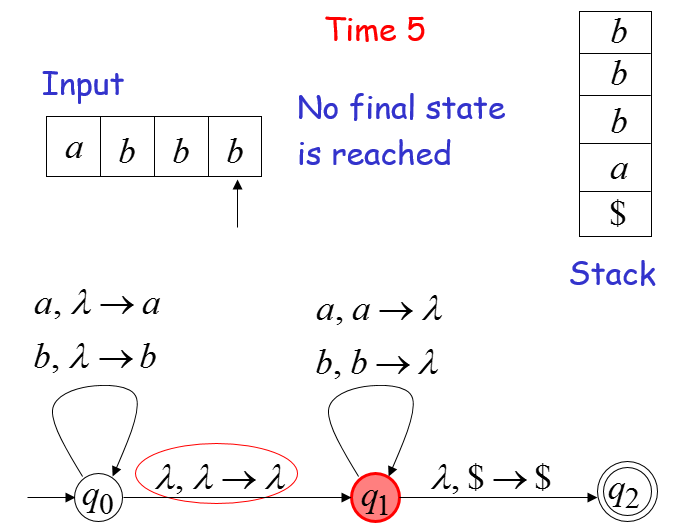 Time 5
Input
a b b b
No final state
is reached
b
b
b
a
$
Stack
a, λ → a
b, λ → b
a, a → λ
b, b → λ
λ, λ → λ
λ, $ → $
q0
q1
q2